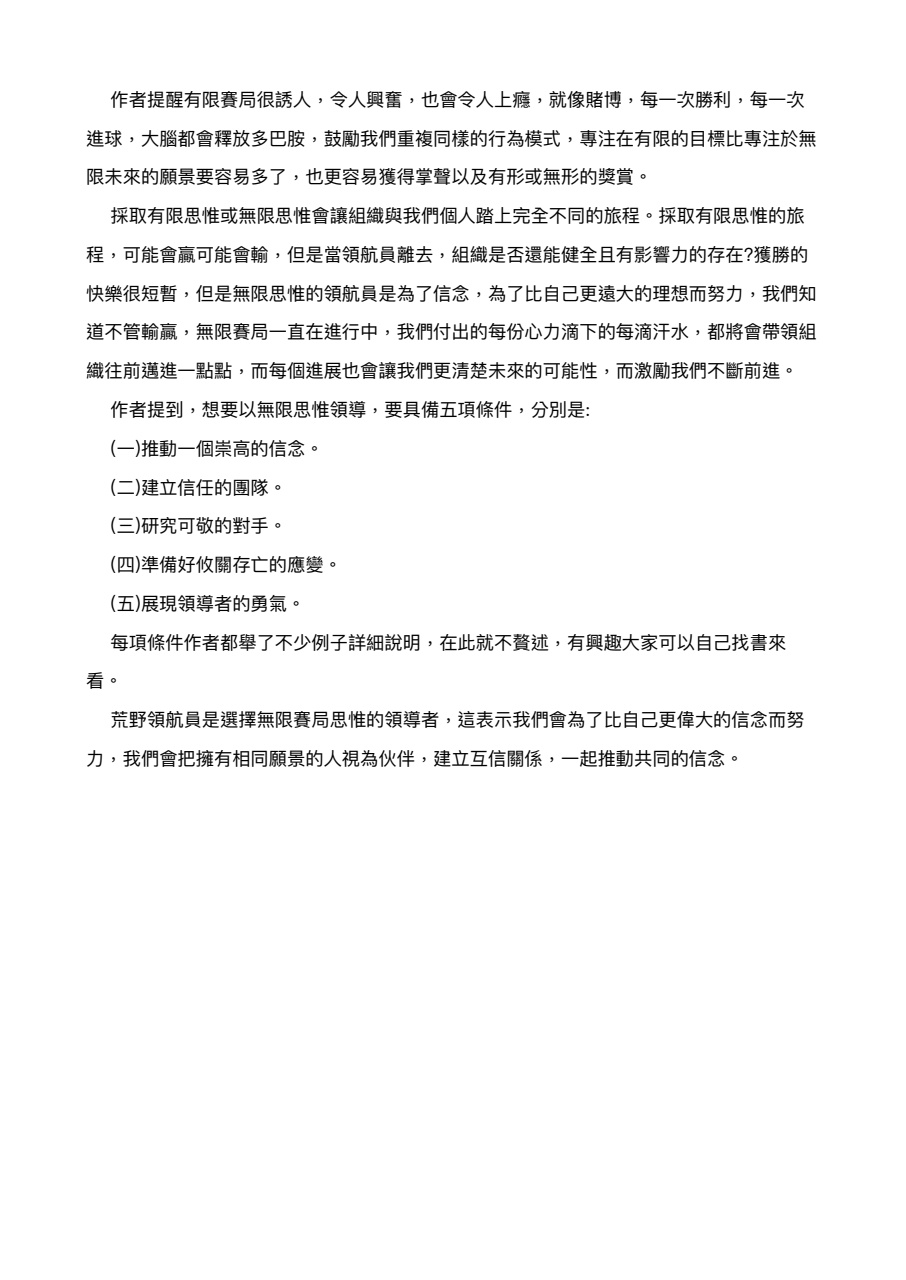 作者提醒有限賽局很誘人，令人興奮，也會令人上癮，就像賭博，每一次勝利，每一次
進球，大腦都會釋放多巴胺，鼓勵我們重複同樣的行為模式，專注在有限的目標比專注於無
限未來的願景要容易多了，也更容易獲得掌聲以及有形或無形的獎賞。
採取有限思惟或無限思惟會讓組織與我們個人踏上完全不同的旅程。採取有限思惟的旅
程，可能會贏可能會輸，但是當領航員離去，組織是否還能健全且有影響力的存在?獲勝的
快樂很短暫，但是無限思惟的領航員是為了信念，為了比自己更遠大的理想而努力，我們知
道不管輸贏，無限賽局一直在進行中，我們付出的每份心力滴下的每滴汗水，都將會帶領組
織往前邁進一點點，而每個進展也會讓我們更清楚未來的可能性，而激勵我們不斷前進。
作者提到，想要以無限思惟領導，要具備五項條件，分別是:
(一)推動一個崇高的信念。
(二)建立信任的團隊。
(三)研究可敬的對手。
(四)準備好攸關存亡的應變。
(五)展現領導者的勇氣。
每項條件作者都舉了不少例子詳細說明，在此就不贅述，有興趣大家可以自己找書來
看。
荒野領航員是選擇無限賽局思惟的領導者，這表示我們會為了比自己更偉大的信念而努
力，我們會把擁有相同願景的人視為伙伴，建立互信關係，一起推動共同的信念。